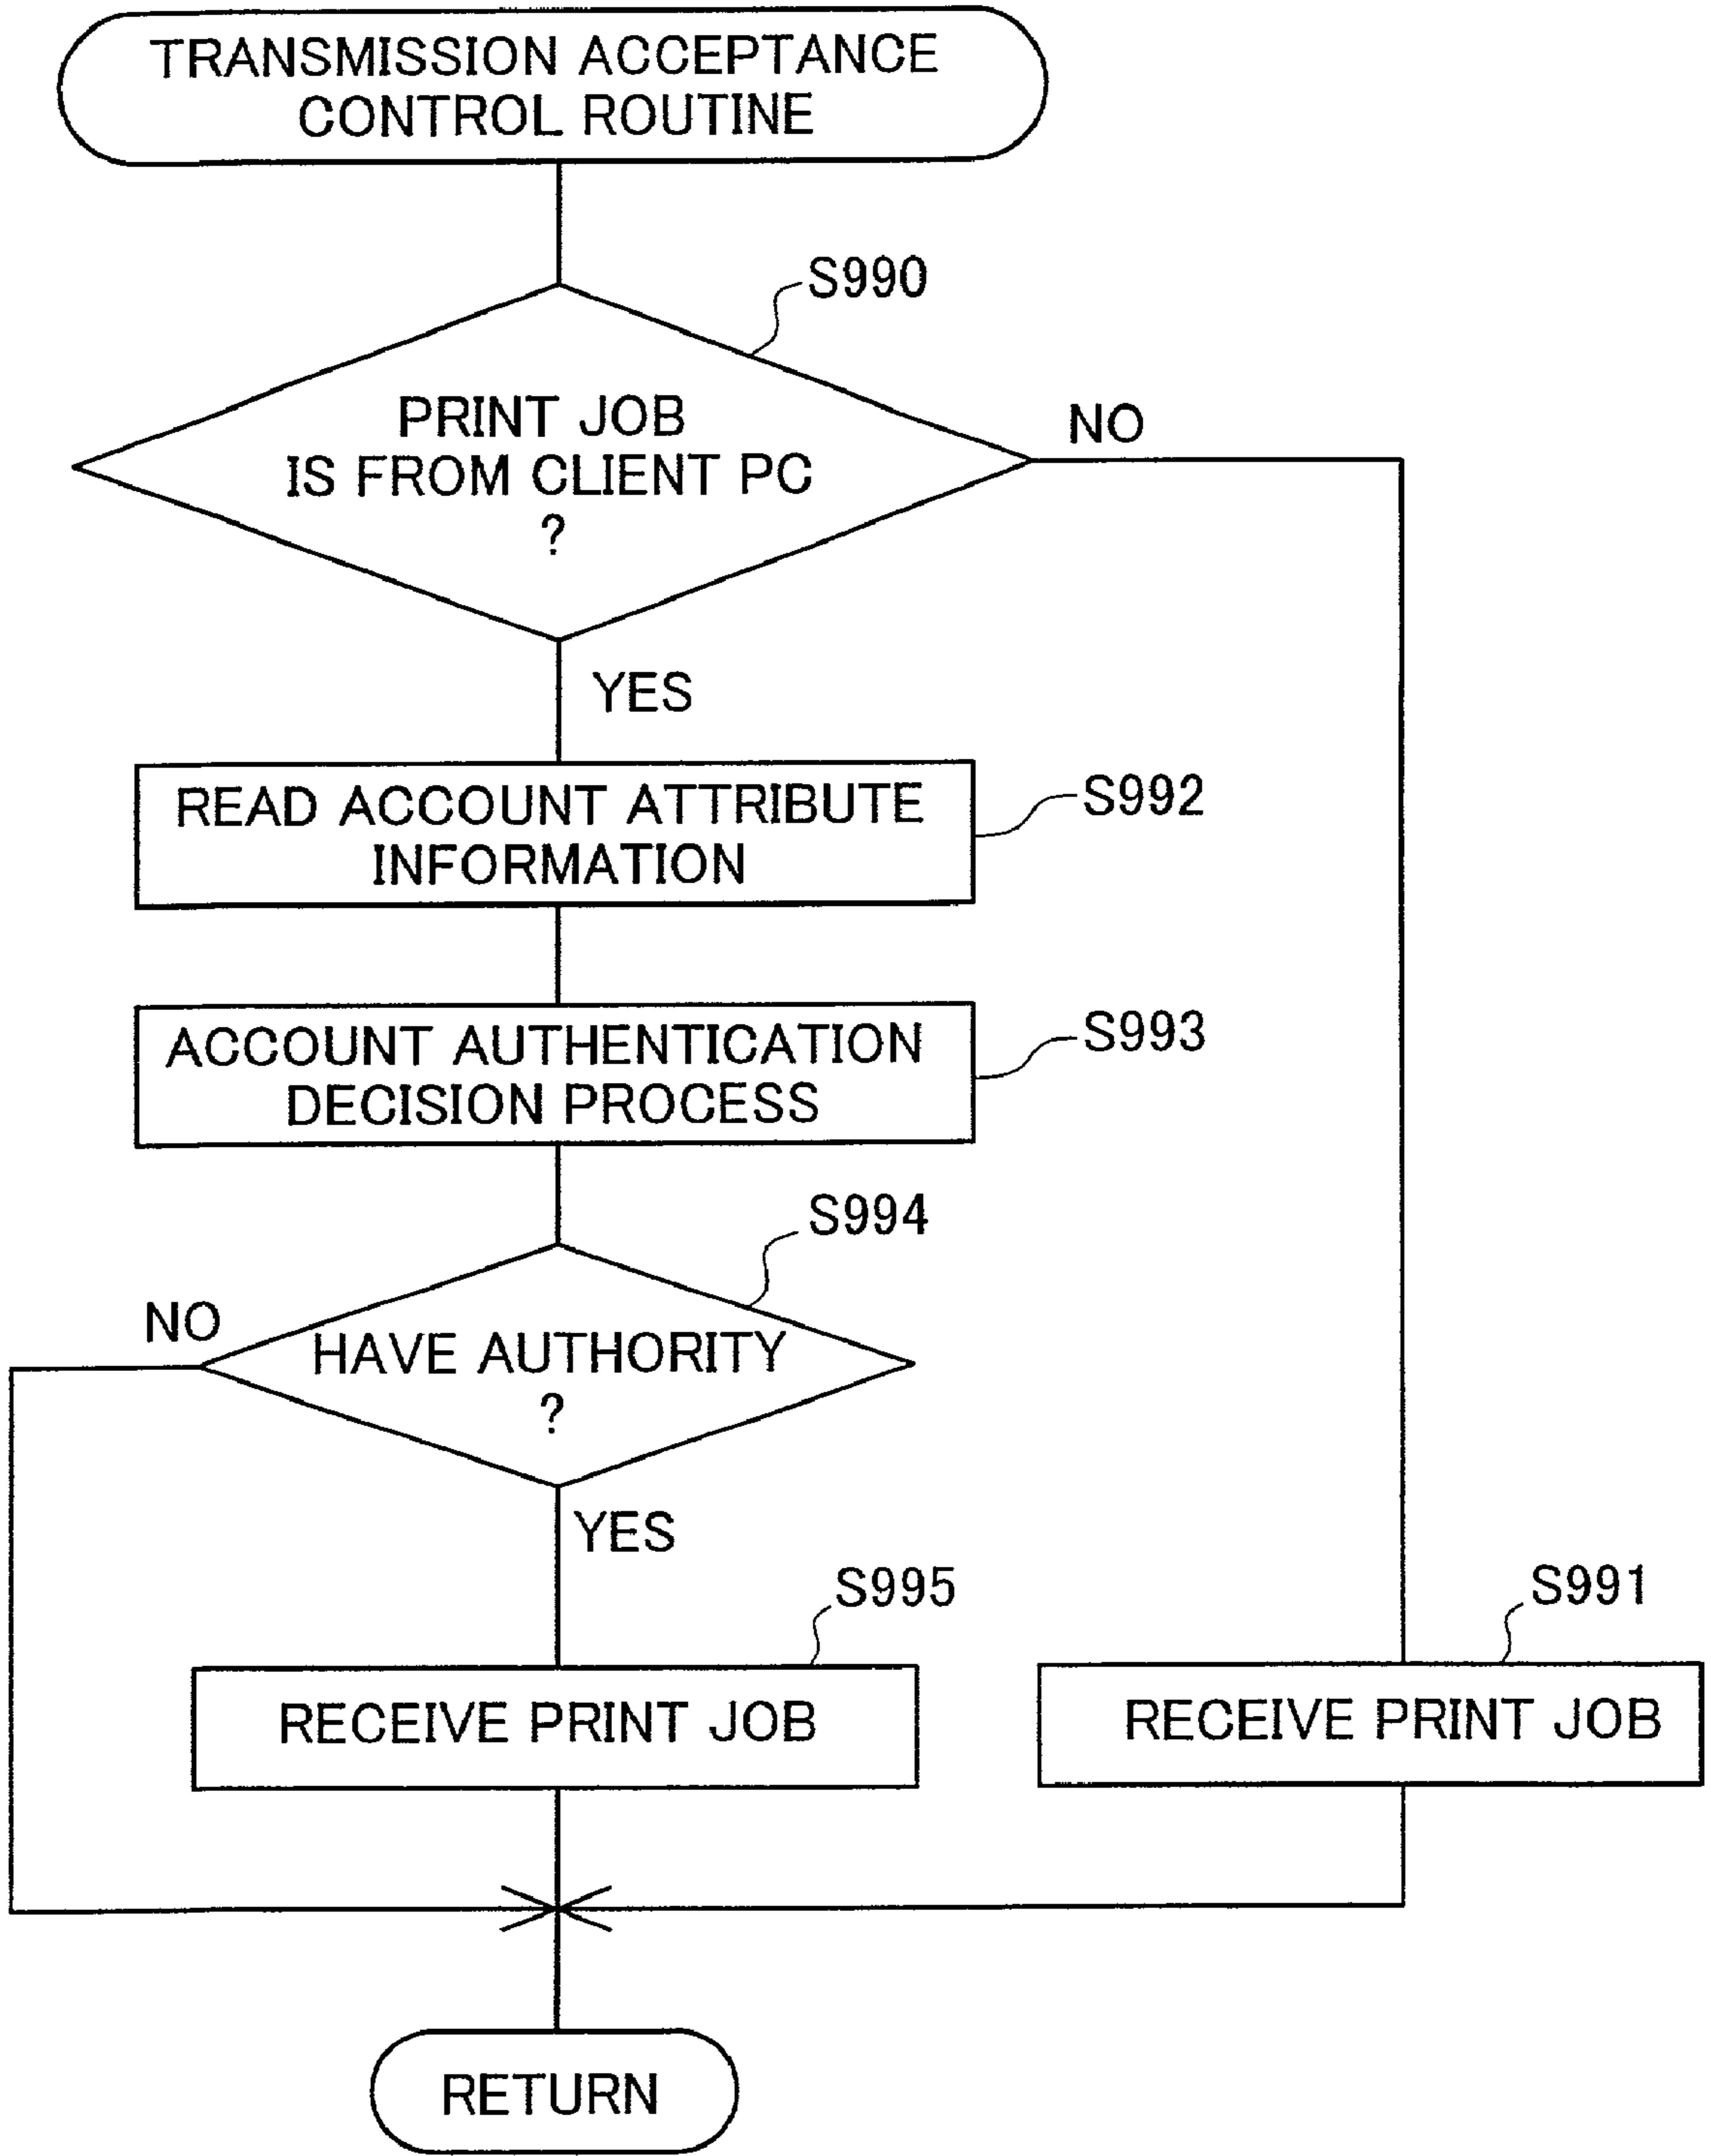 TRANSMISSION ACCEPTANCE
CONTROL ROUTINE
S990
PRINT JOB
IS FROM CLIENT PC
?
NO
YES
READ ACCOUNT ATTRIBUTE
INFORMATION
S992
ACCOUNT AUTHENTICATION
DECISION PROCESS
S993
S994
NO
HAVE AUTHORITY
?
YES
S995
RECEIVE PRINT JOB
S991
RECEIVE PRINT JOB
RETURN